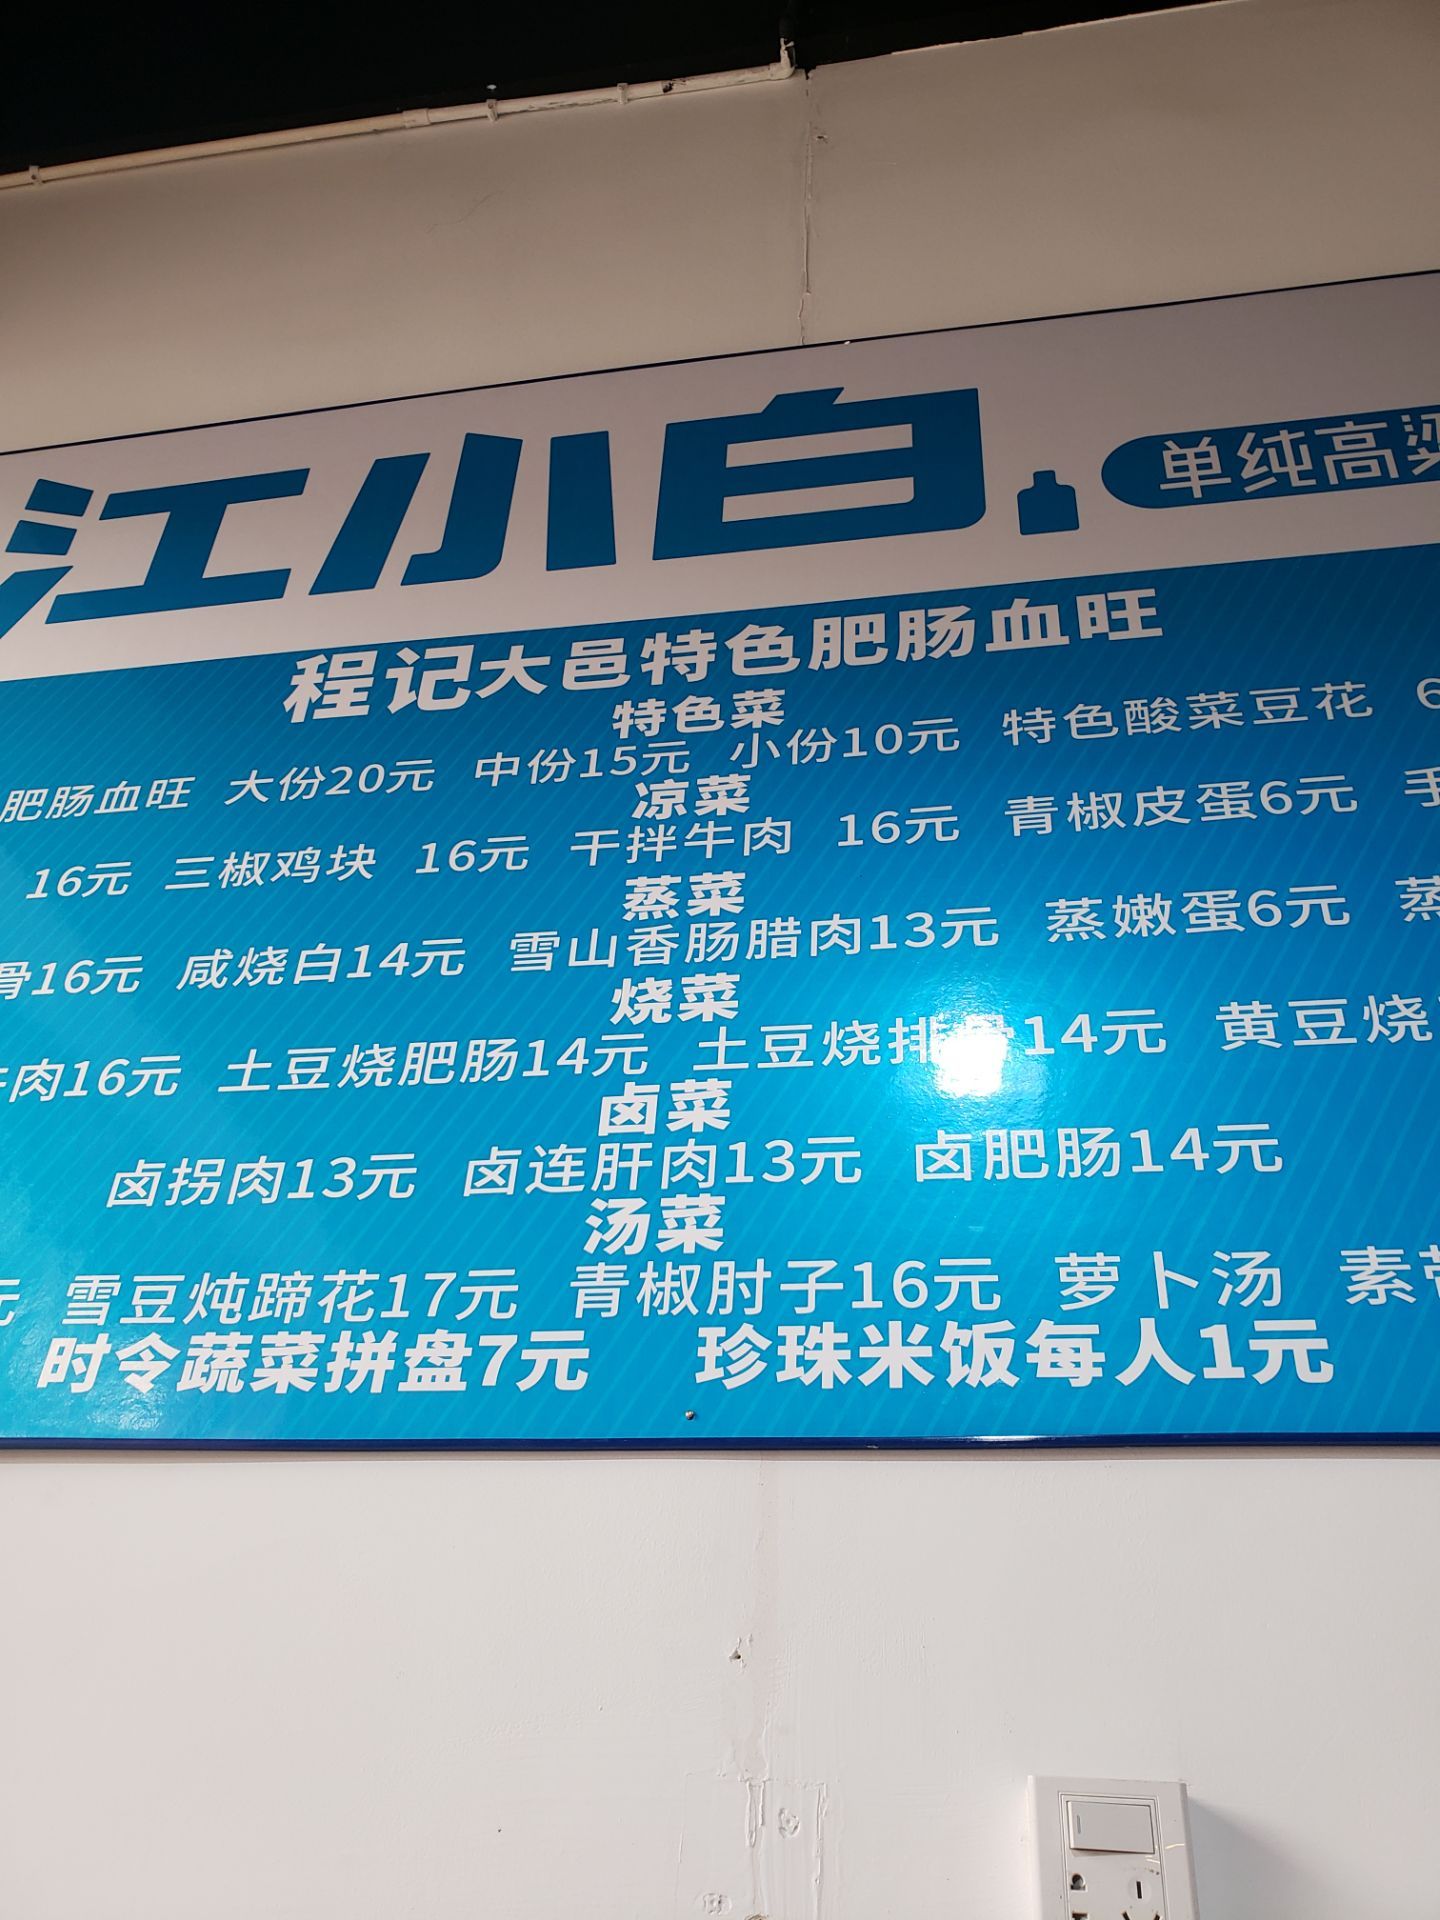 江小白 单纯高粱
程记大邑特色肥肠血旺
特色菜
肥肠血旺 大份20元 中份15元 小份10元 特色酸菜豆花 6
凉菜
16元 三椒鸡块 16元 干拌牛肉 16元 青椒皮蛋6元 手
蒸菜
骨16元 咸烧白14元 雪山香肠腊肉13元 蒸嫩蛋6元 蒸
烧菜
牛肉16元 土豆烧肥肠14元 土豆烧排骨14元 黄豆烧
卤菜
卤拐肉13元 卤连肝肉13元 卤肥肠14元
汤菜
元 雪豆炖蹄花17元 青椒肘子16元 萝卜汤 素
时令蔬菜拼盘7元 珍珠米饭每人1元